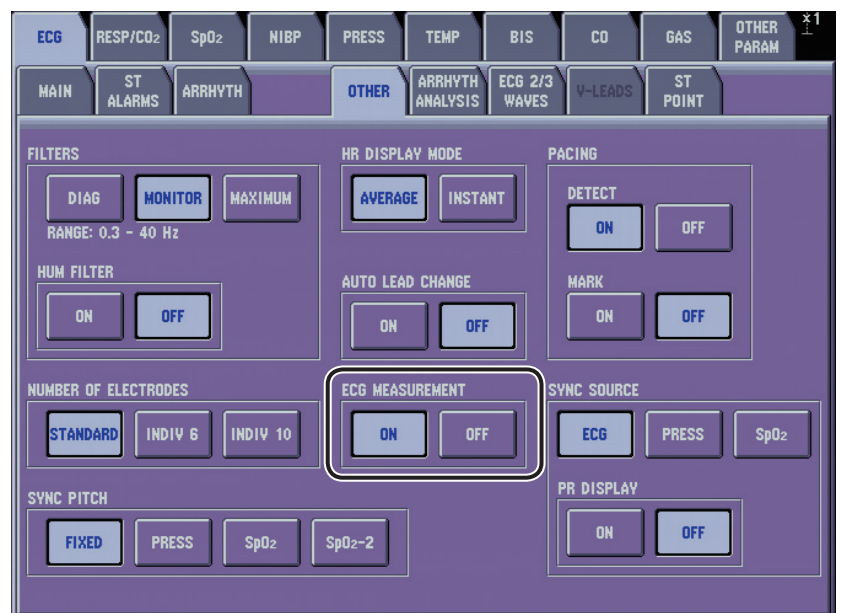 ECG RESP/CO2 SpO2 NIBP PRESS TEMP BIS CO GAS OTHER PARAM x1
MAIN ST ALARMS ARRHYTH OTHER ARRHYTH ANALYSIS ECG 2/3 WAVES V-LEADS ST POINT
FILTERS
DIAG MONITOR MAXIMUM
RANGE: 0.3 - 40 Hz
HUM FILTER
ON OFF
HR DISPLAY MODE
AVERAGE INSTANT
AUTO LEAD CHANGE
ON OFF
PACING
DETECT
ON OFF
MARK
ON OFF
NUMBER OF ELECTRODES
STANDARD INDIV 6 INDIV 10
ECG MEASUREMENT
ON OFF
SYNC SOURCE
ECG PRESS SpO2
PR DISPLAY
ON OFF
SYNC PITCH
FIXED PRESS SpO2 SpO2-2